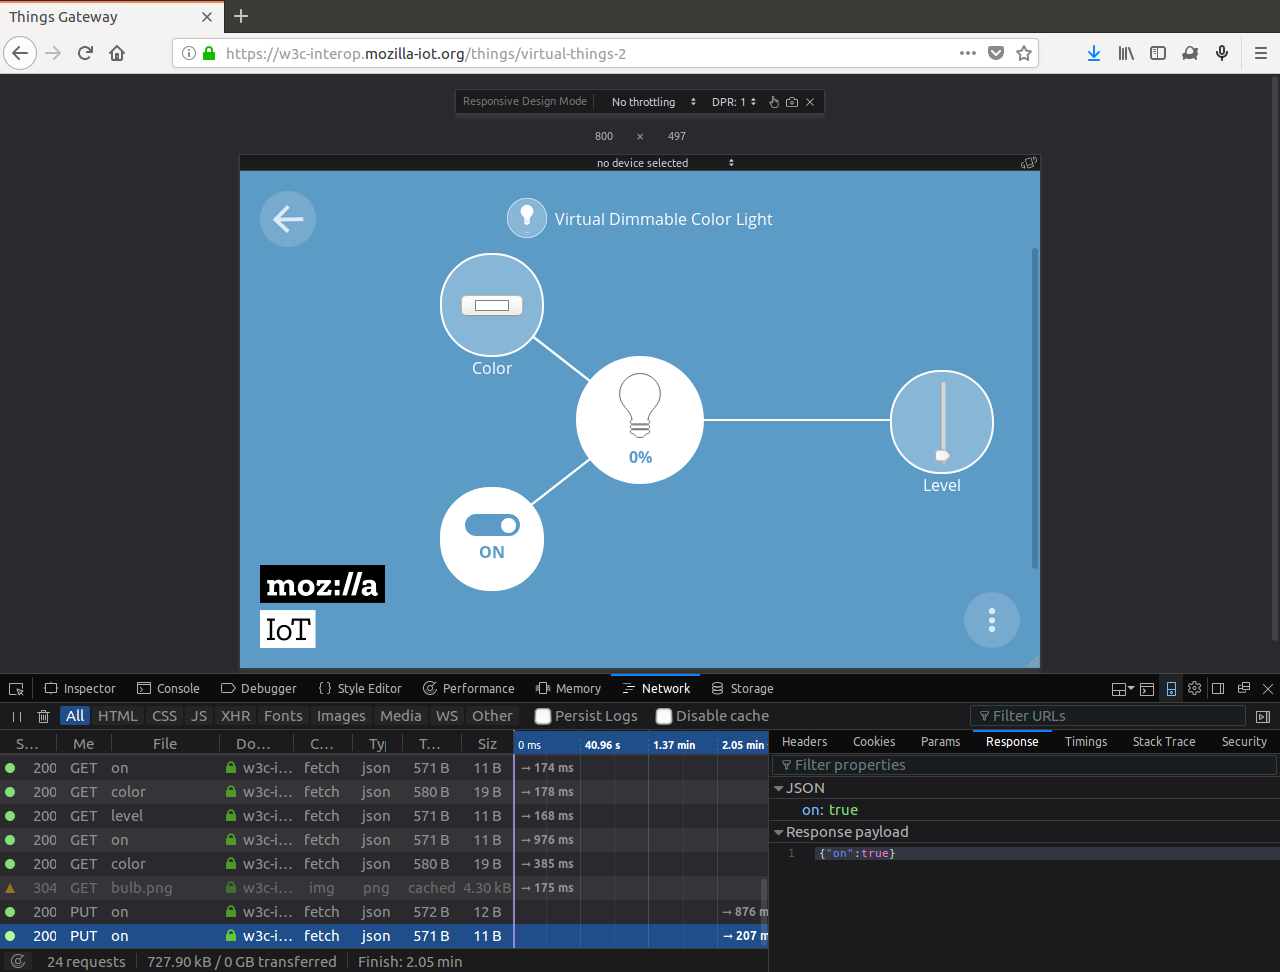 Things Gateway
https://w3c-interop.mozilla-iot.org/things/virtual-things-2
Responsive Design Mode No throttling DPR: 1
800 × 497
no device selected
Virtual Dimmable Color Light
Color
0%
Level
ON
moz://a
IoT
Inspector Console Debugger { } Style Editor Performance Memory Network Storage
All HTML CSS JS XHR Fonts Images Media WS Other Persist Logs Disable cache Filter URLs
S... Me File Do... C... Ty T... Siz 0 ms 40.96 s 1.37 min 2.05 min
Headers Cookies Params Response Timings Stack Trace Security
Filter properties
JSON
on: true
Response payload
1 {"on":true}
200 GET on w3c-i... fetch json 571 B 11 B → 174 ms
200 GET color w3c-i... fetch json 580 B 19 B → 178 ms
200 GET level w3c-i... fetch json 571 B 11 B → 168 ms
200 GET on w3c-i... fetch json 571 B 11 B → 976 ms
200 GET color w3c-i... fetch json 580 B 19 B → 385 ms
304 GET bulb.png w3c-i... img png cached 4.30 kB → 175 ms
200 PUT on w3c-i... fetch json 572 B 12 B → 876 m
200 PUT on w3c-i... fetch json 571 B 11 B → 207 m
24 requests 727.90 kB / 0 GB transferred Finish: 2.05 min